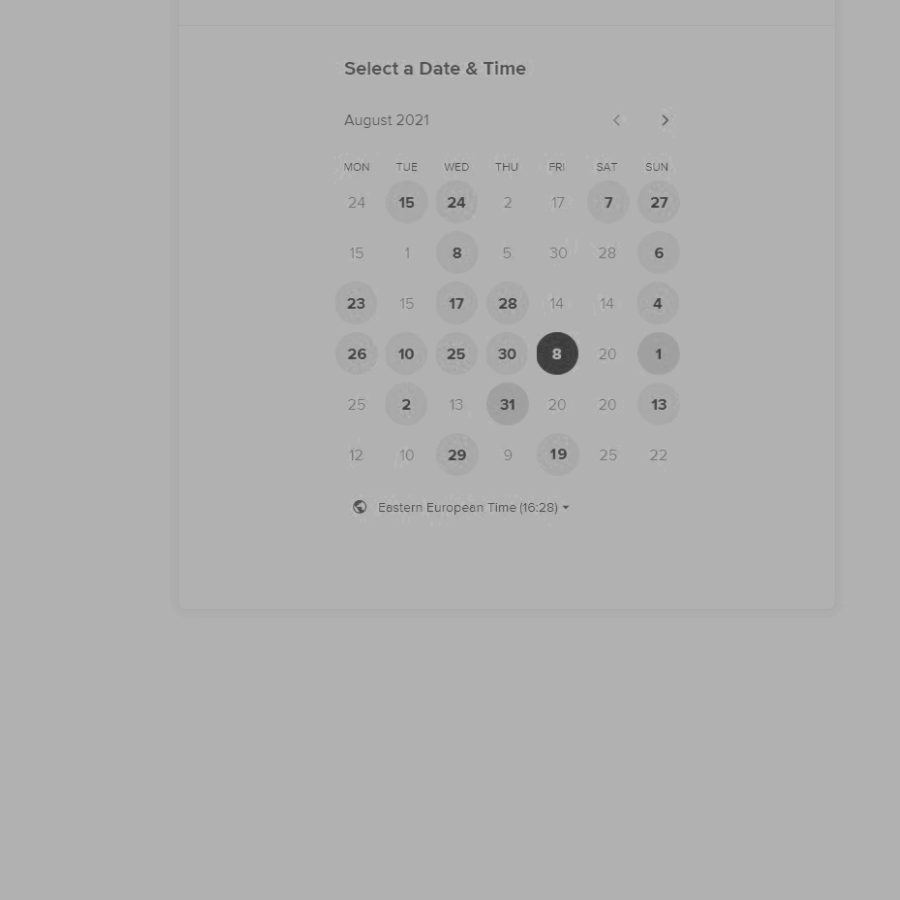 Select a Date & Time
August 2021
MON TUE WED THU FRI SAT SUN
24 15 24 2 17 7 27
15 1 8 5 30 28 6
23 15 17 28 14 14 4
26 10 25 30 8 20 1
25 2 13 31 20 20 13
12 10 29 9 19 25 22
Eastern European Time (16:28)